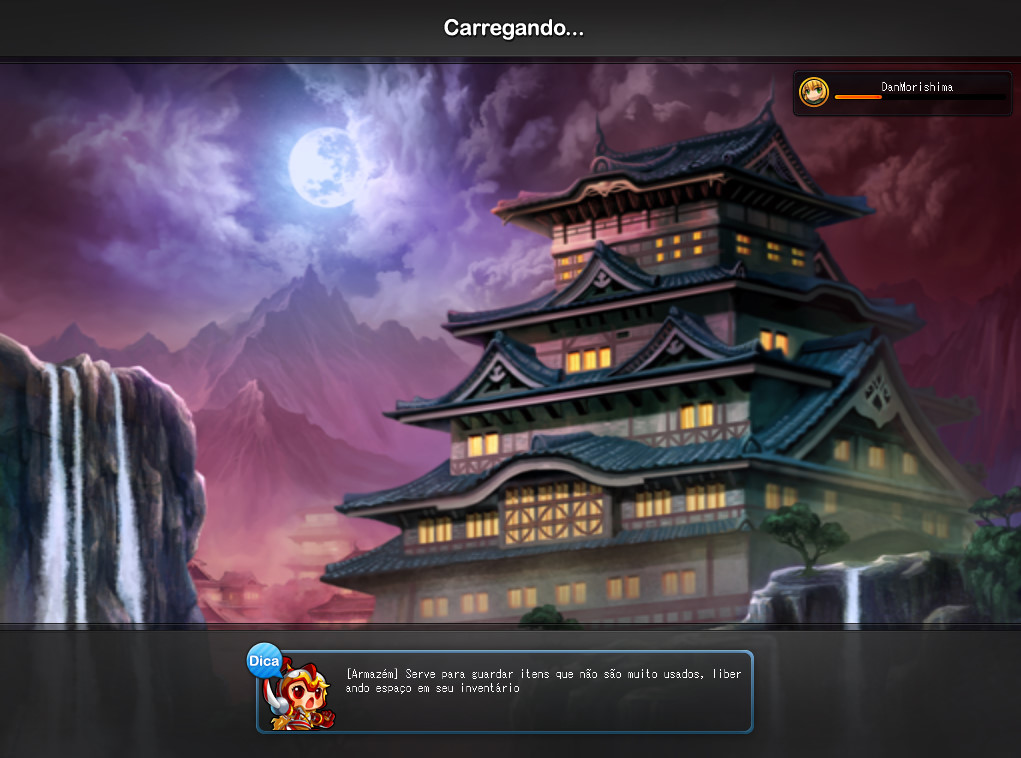 Carregando...
DanMorishima
Dica
[Armazém] Serve para guardar itens que não são muito usados, liber
ando espaço em seu inventário